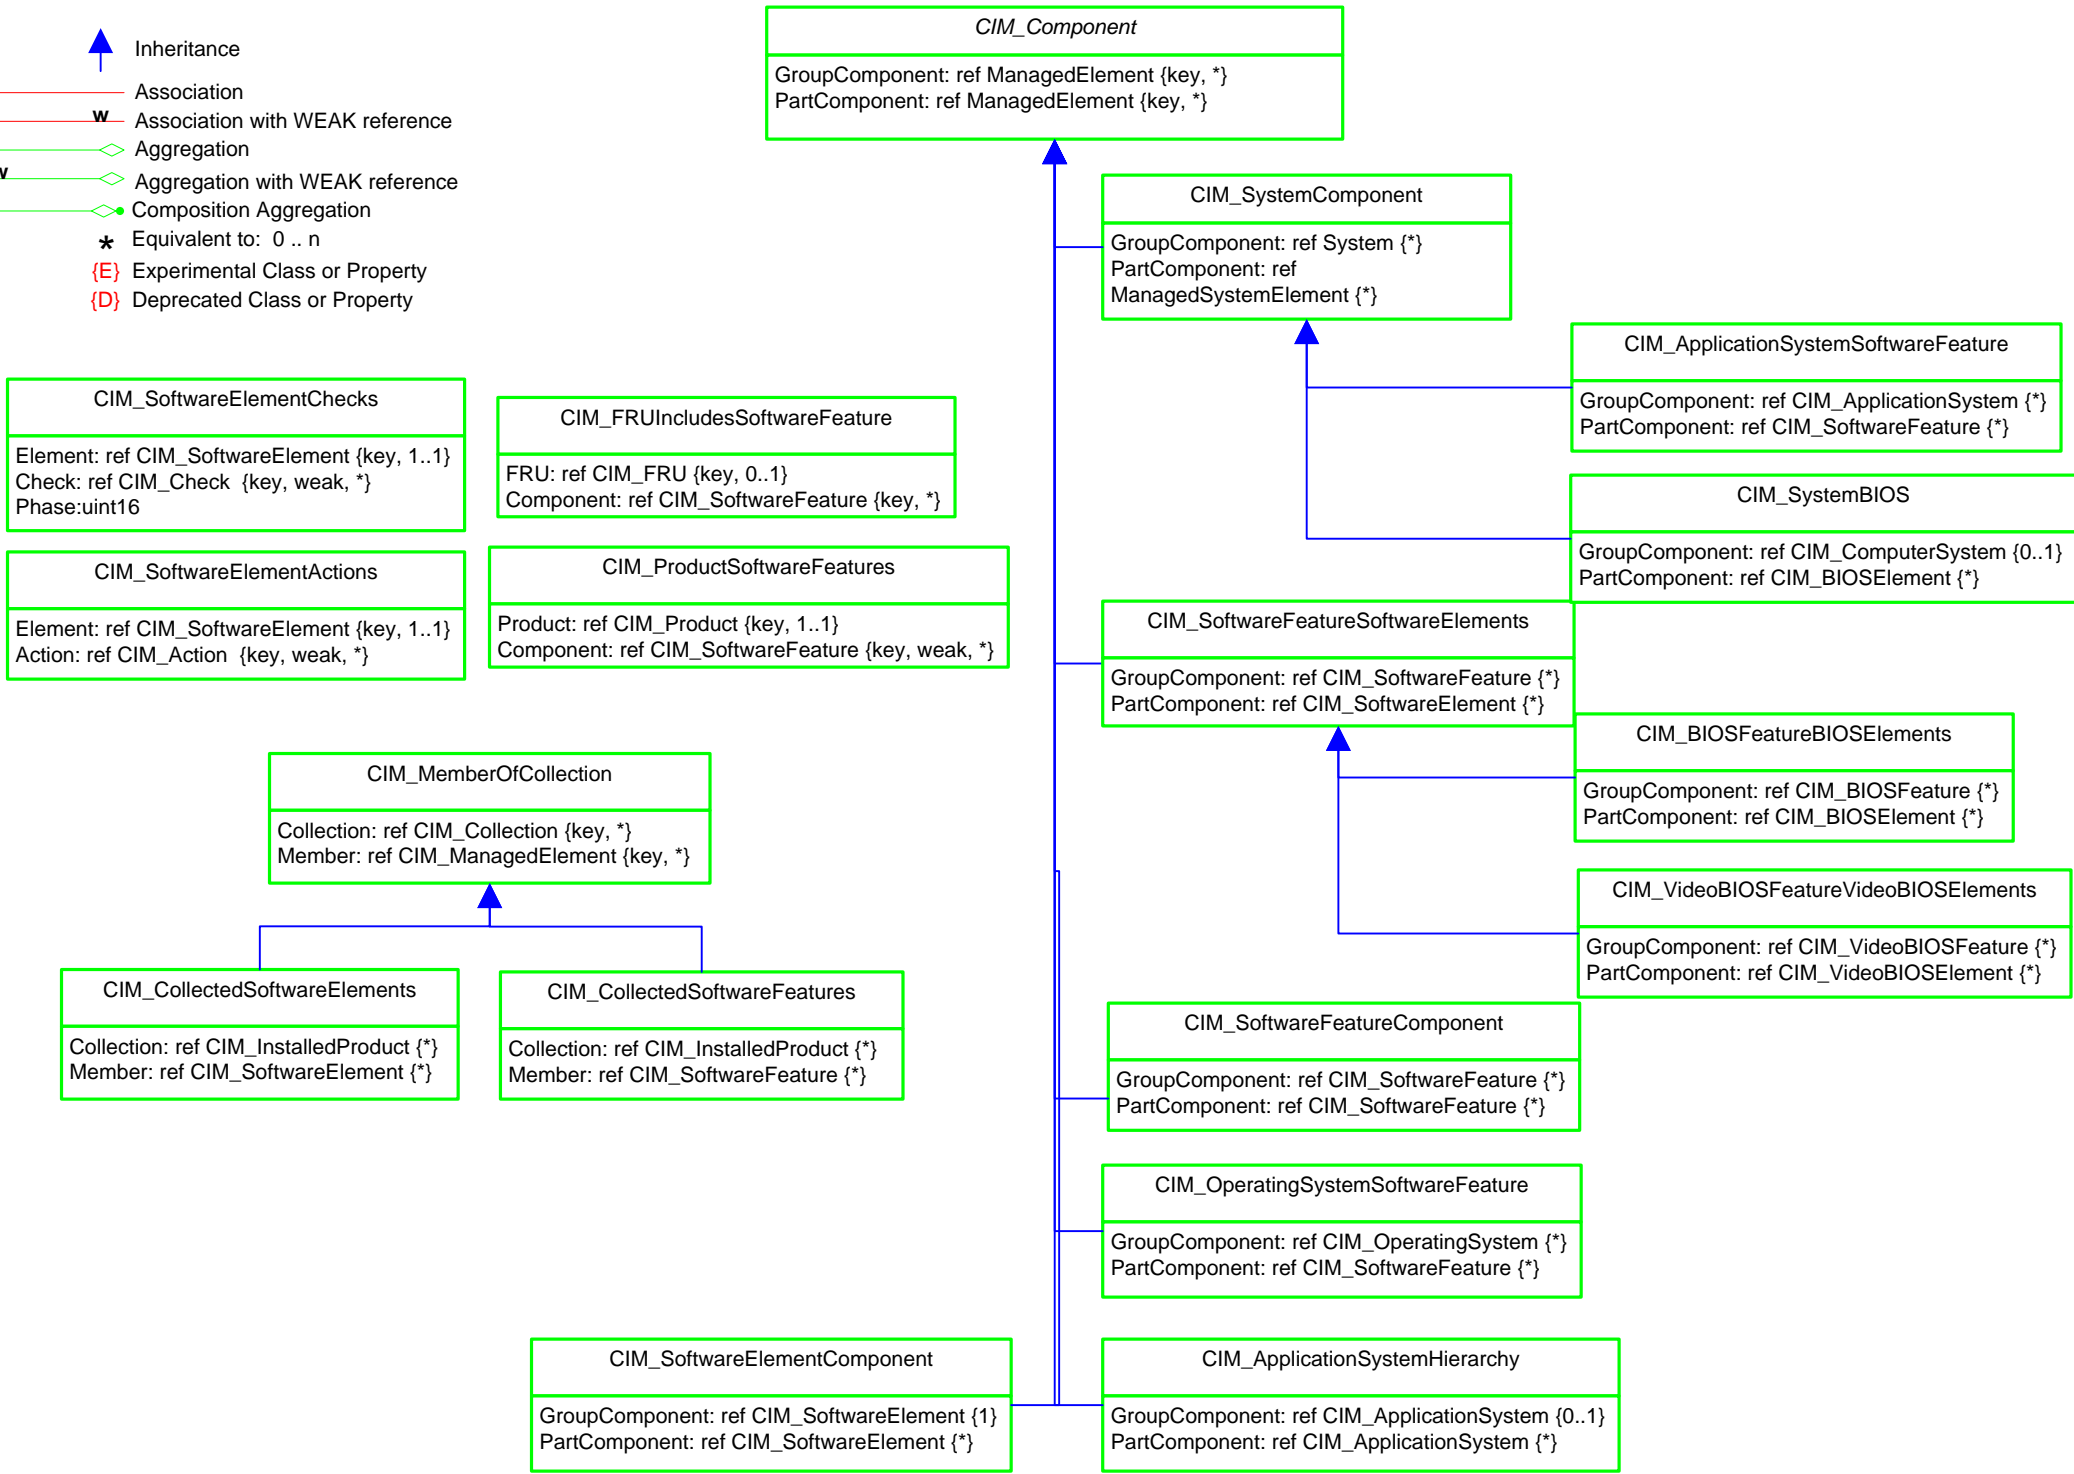 Inheritance
Association
w
Association with WEAK reference
Aggregation
w
Aggregation with WEAK reference
Composition Aggregation
* Equivalent to: 0 .. n
{E} Experimental Class or Property
{D} Deprecated Class or Property
CIM_Component
GroupComponent: ref ManagedElement {key, *}
PartComponent: ref ManagedElement {key, *}
CIM_SystemComponent
GroupComponent: ref System {*}
PartComponent: ref
ManagedSystemElement {*}
CIM_ApplicationSystemSoftwareFeature
GroupComponent: ref CIM_ApplicationSystem {*}
PartComponent: ref CIM_SoftwareFeature {*}
CIM_SoftwareElementChecks
Element: ref CIM_SoftwareElement {key, 1..1}
Check: ref CIM_Check {key, weak, *}
Phase:uint16
CIM_FRUIncludesSoftwareFeature
FRU: ref CIM_FRU {key, 0..1}
Component: ref CIM_SoftwareFeature {key, *}
CIM_SystemBIOS
GroupComponent: ref CIM_ComputerSystem {0..1}
PartComponent: ref CIM_BIOSElement {*}
CIM_SoftwareElementActions
Element: ref CIM_SoftwareElement {key, 1..1}
Action: ref CIM_Action {key, weak, *}
CIM_ProductSoftwareFeatures
Product: ref CIM_Product {key, 1..1}
Component: ref CIM_SoftwareFeature {key, weak, *}
CIM_SoftwareFeatureSoftwareElements
GroupComponent: ref CIM_SoftwareFeature {*}
PartComponent: ref CIM_SoftwareElement {*}
CIM_BIOSFeatureBIOSElements
GroupComponent: ref CIM_BIOSFeature {*}
PartComponent: ref CIM_BIOSElement {*}
CIM_MemberOfCollection
Collection: ref CIM_Collection {key, *}
Member: ref CIM_ManagedElement {key, *}
CIM_VideoBIOSFeatureVideoBIOSElements
GroupComponent: ref CIM_VideoBIOSFeature {*}
PartComponent: ref CIM_VideoBIOSElement {*}
CIM_CollectedSoftwareElements
Collection: ref CIM_InstalledProduct {*}
Member: ref CIM_SoftwareElement {*}
CIM_CollectedSoftwareFeatures
Collection: ref CIM_InstalledProduct {*}
Member: ref CIM_SoftwareFeature {*}
CIM_SoftwareFeatureComponent
GroupComponent: ref CIM_SoftwareFeature {*}
PartComponent: ref CIM_SoftwareFeature {*}
CIM_OperatingSystemSoftwareFeature
GroupComponent: ref CIM_OperatingSystem {*}
PartComponent: ref CIM_SoftwareFeature {*}
CIM_SoftwareElementComponent
GroupComponent: ref CIM_SoftwareElement {1}
PartComponent: ref CIM_SoftwareElement {*}
CIM_ApplicationSystemHierarchy
GroupComponent: ref CIM_ApplicationSystem {0..1}
PartComponent: ref CIM_ApplicationSystem {*}